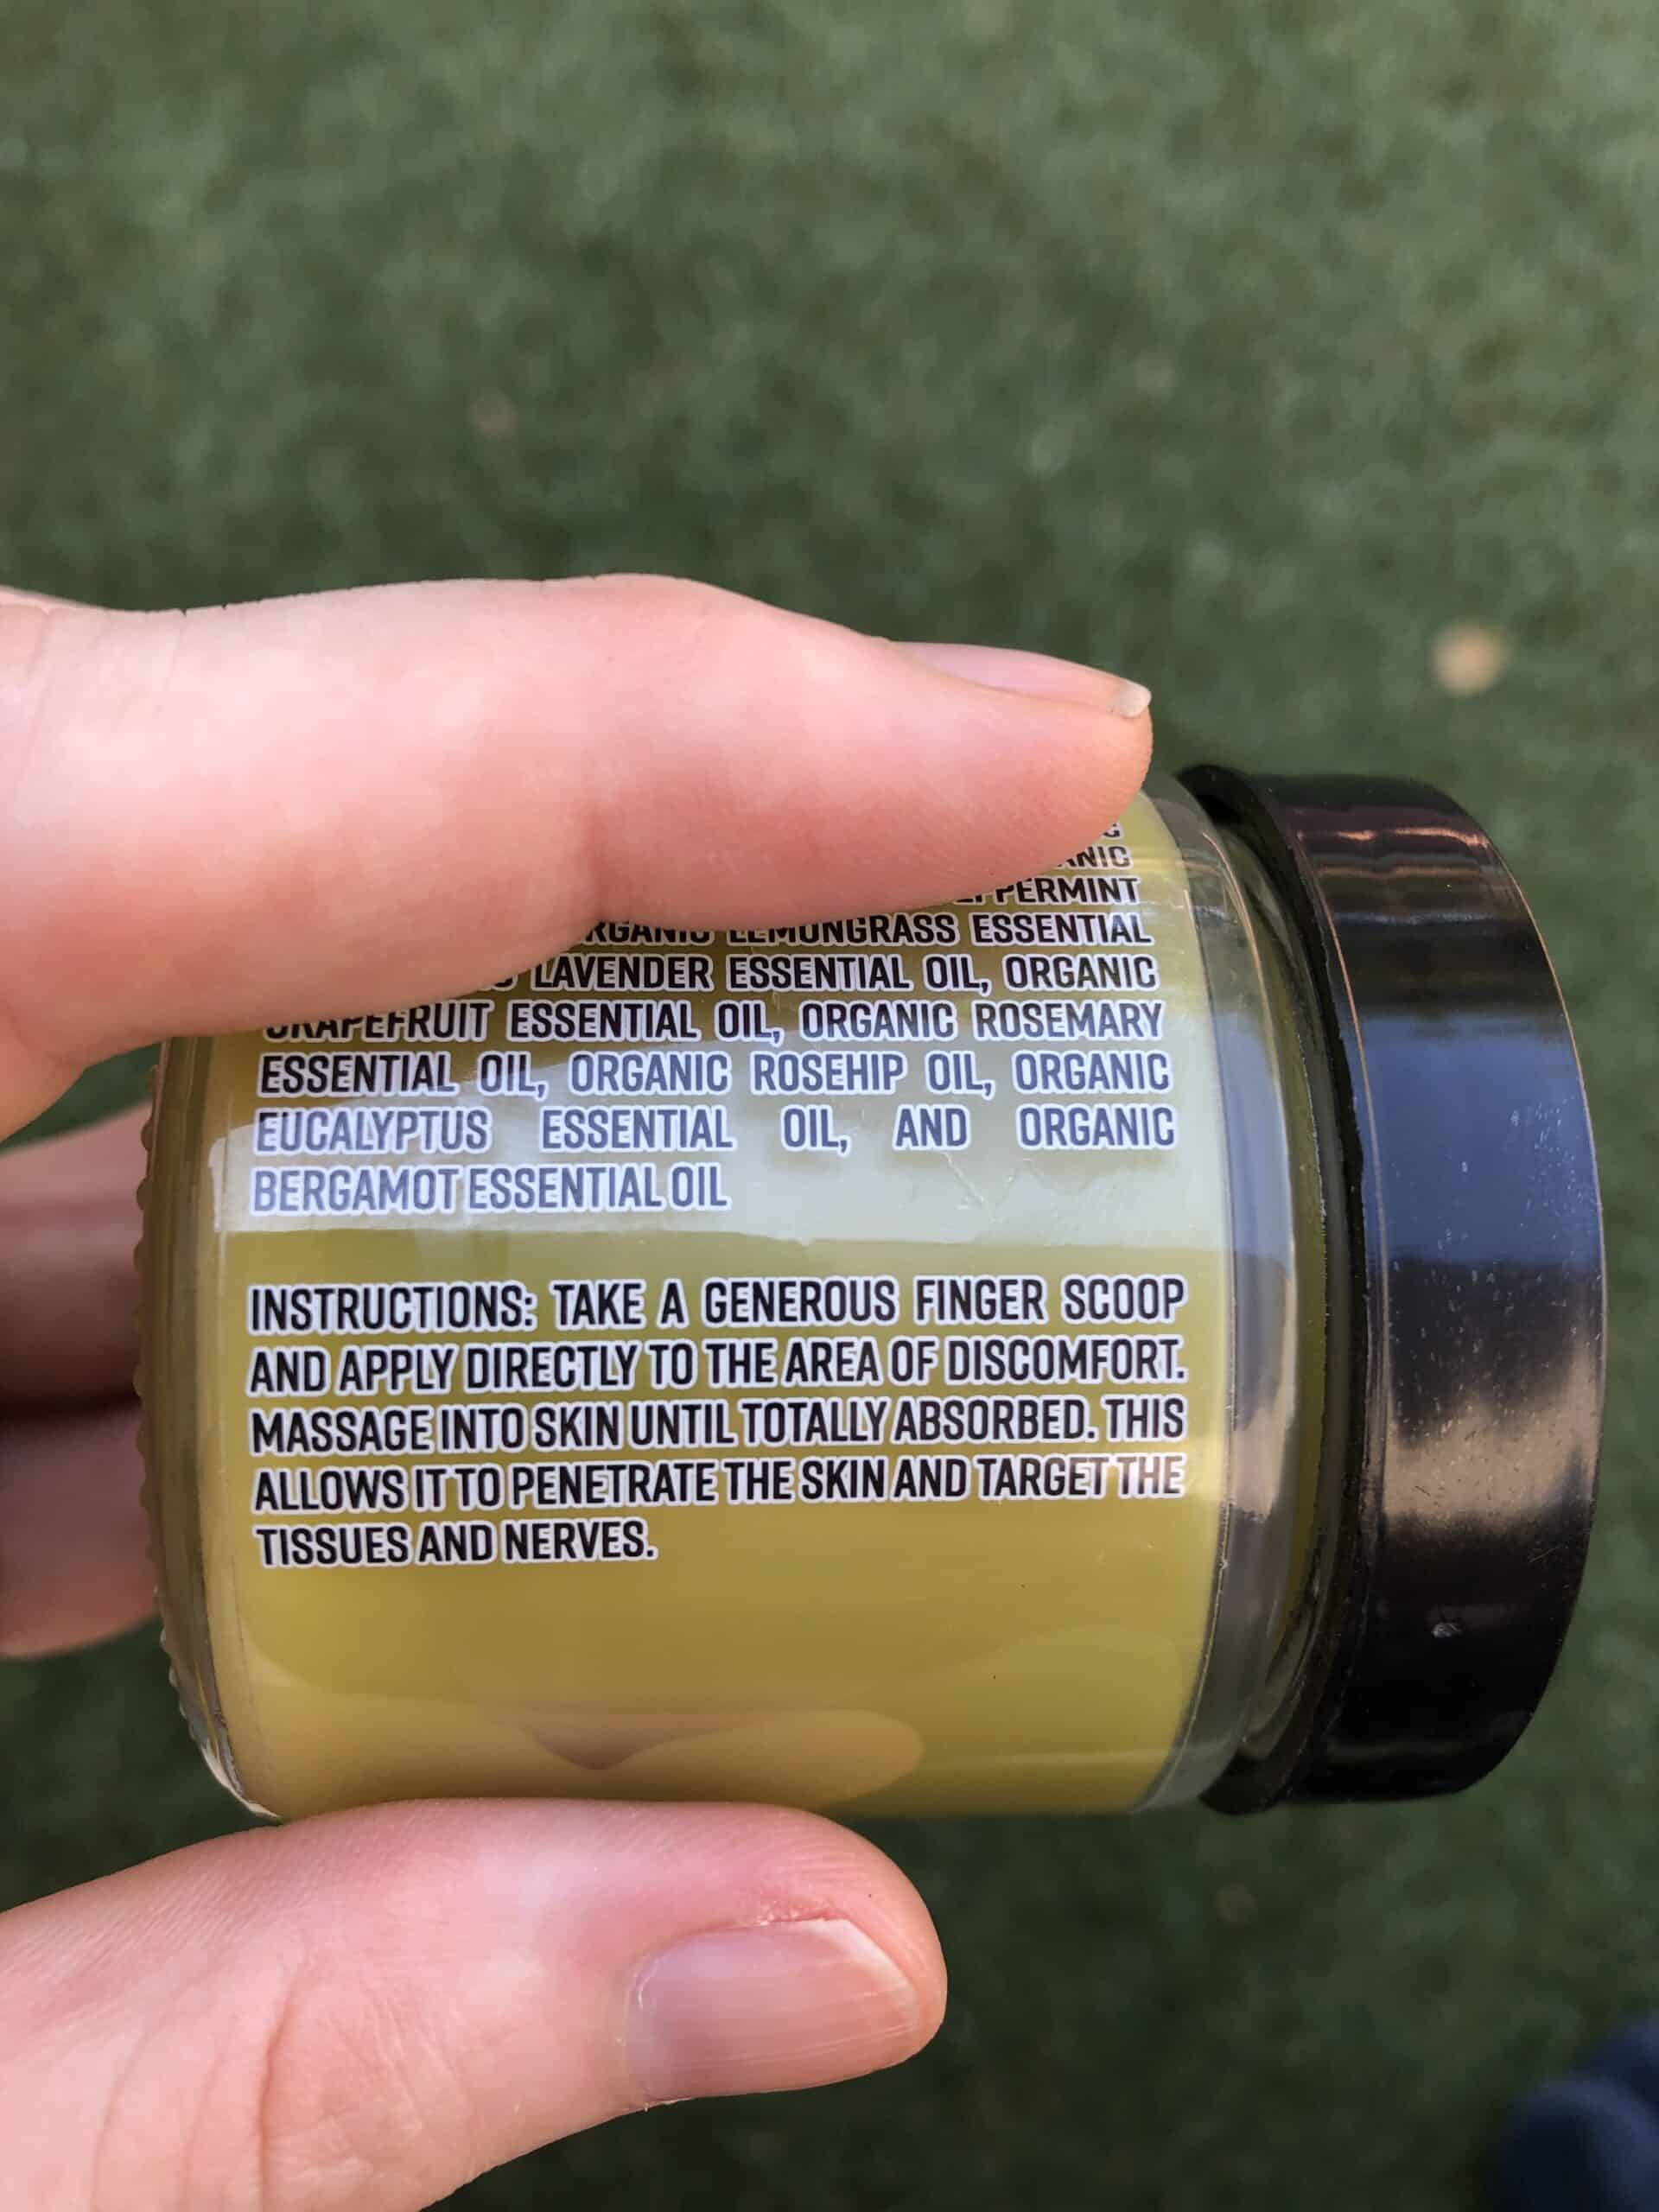 LEMONGRASS ESSENTIAL
LAVENDER ESSENTIAL OIL, ORGANIC
GRAPEFRUIT ESSENTIAL OIL, ORGANIC ROSEMARY
ESSENTIAL OIL, ORGANIC ROSEHIP OIL, ORGANIC
EUCALYPTUS ESSENTIAL OIL, AND ORGANIC
BERGAMOT ESSENTIAL OIL
INSTRUCTIONS: TAKE A GENEROUS FINGER SCOOP
AND APPLY DIRECTLY TO THE AREA OF DISCOMFORT.
MASSAGE INTO SKIN UNTIL TOTALLY ABSORBED. THIS
ALLOWS IT TO PENETRATE THE SKIN AND TARGET THE
TISSUES AND NERVES.